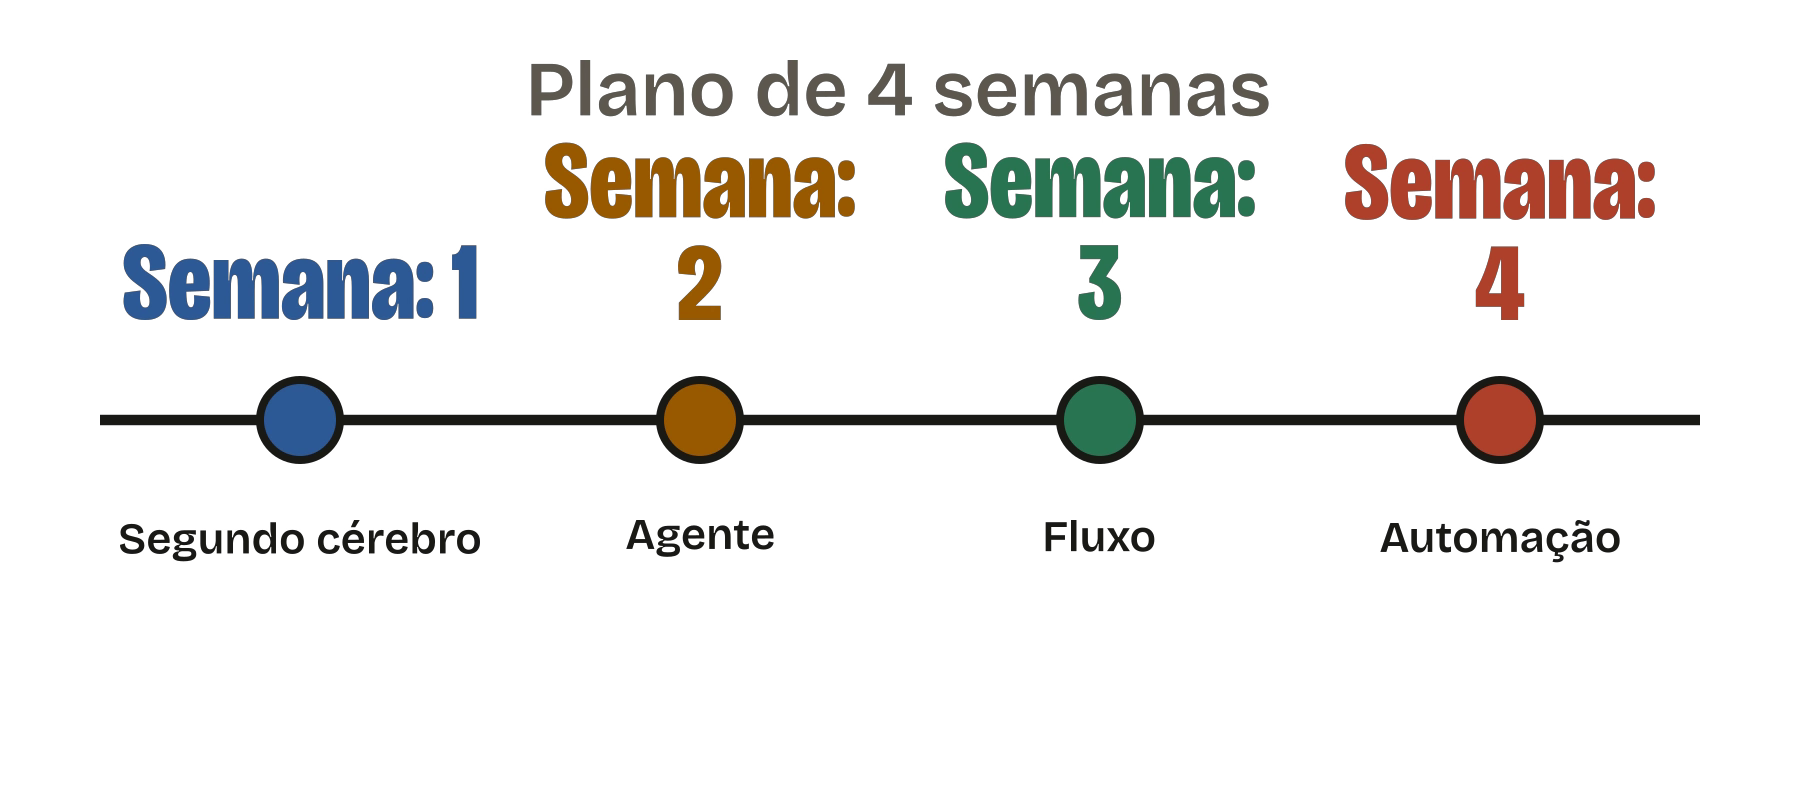 Plano de 4 semanas
Semana: 1
Semana:
2
Semana:
3
Semana:
4
Segundo cérebro
Agente
Fluxo
Automação